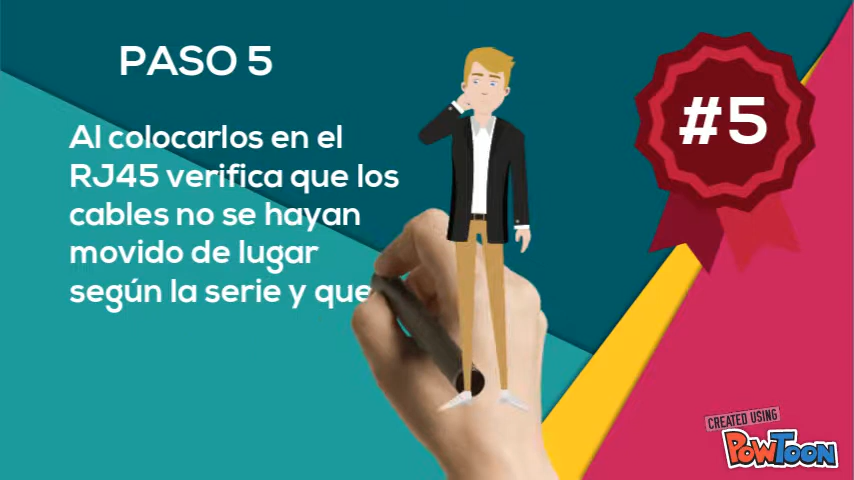 PASO 5
#5
Al colocarlos en el
RJ45 verifica que los
cables no se hayan
movido de lugar
según la serie y que
CREATED USING
POWTOON